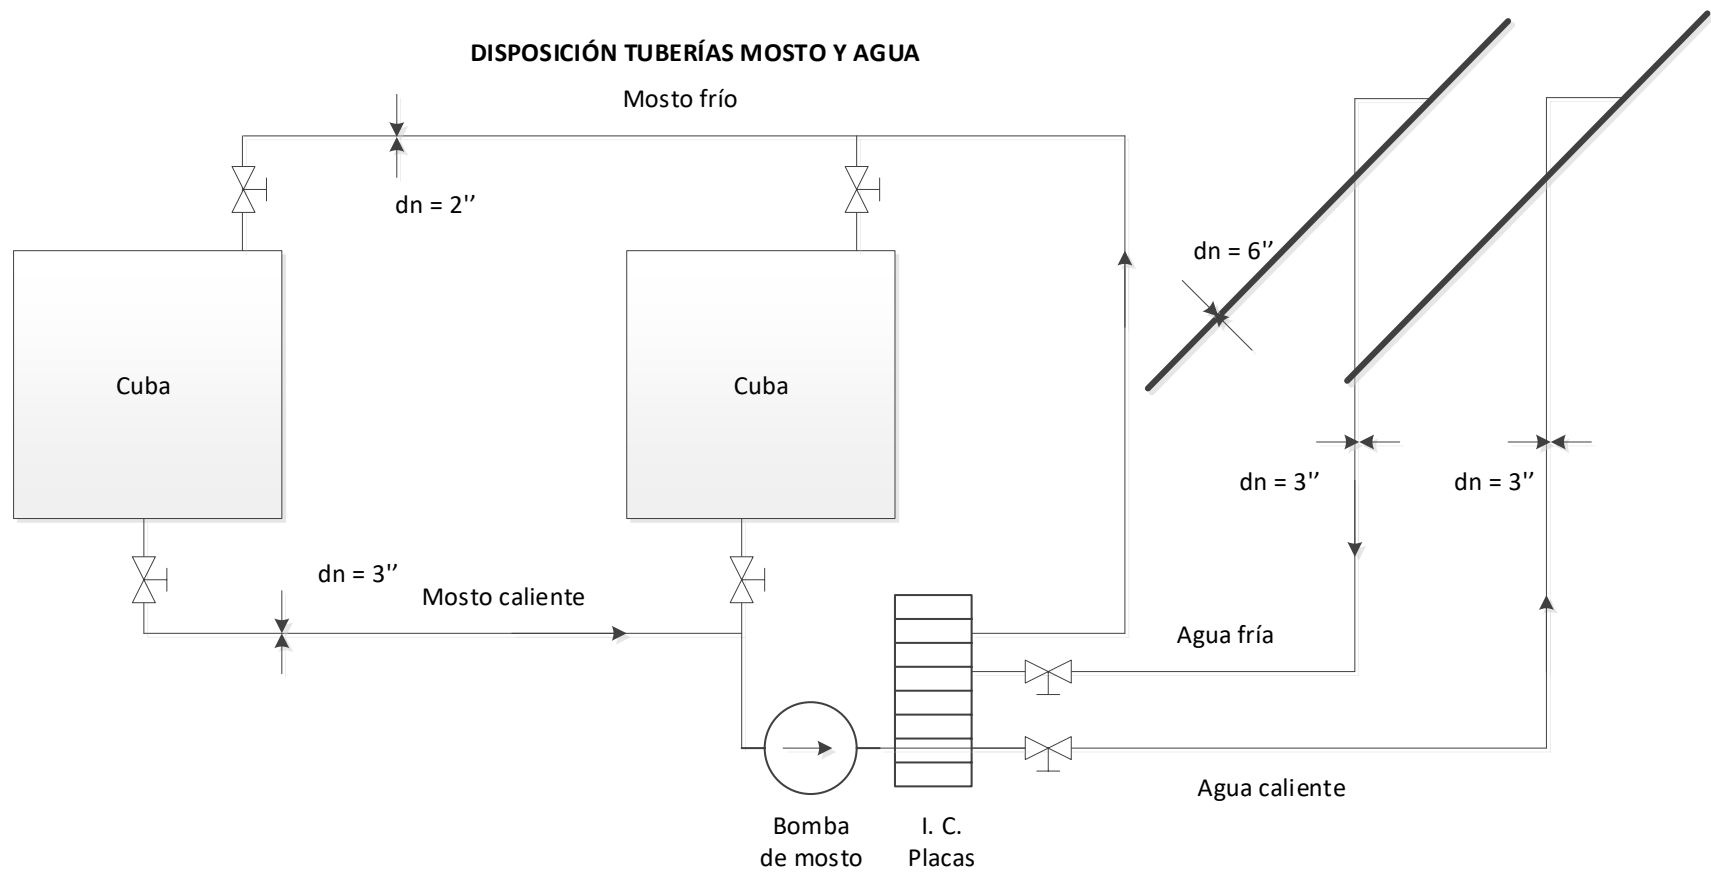 DISPOSICIÓN TUBERÍAS MOSTO Y AGUA
Mosto frío
dn = 2''
dn = 6''
Cuba
Cuba
dn = 3''
dn = 3''
dn = 3''
Mosto caliente
Agua fría
Agua caliente
Bomba
de mosto
I. C.
Placas